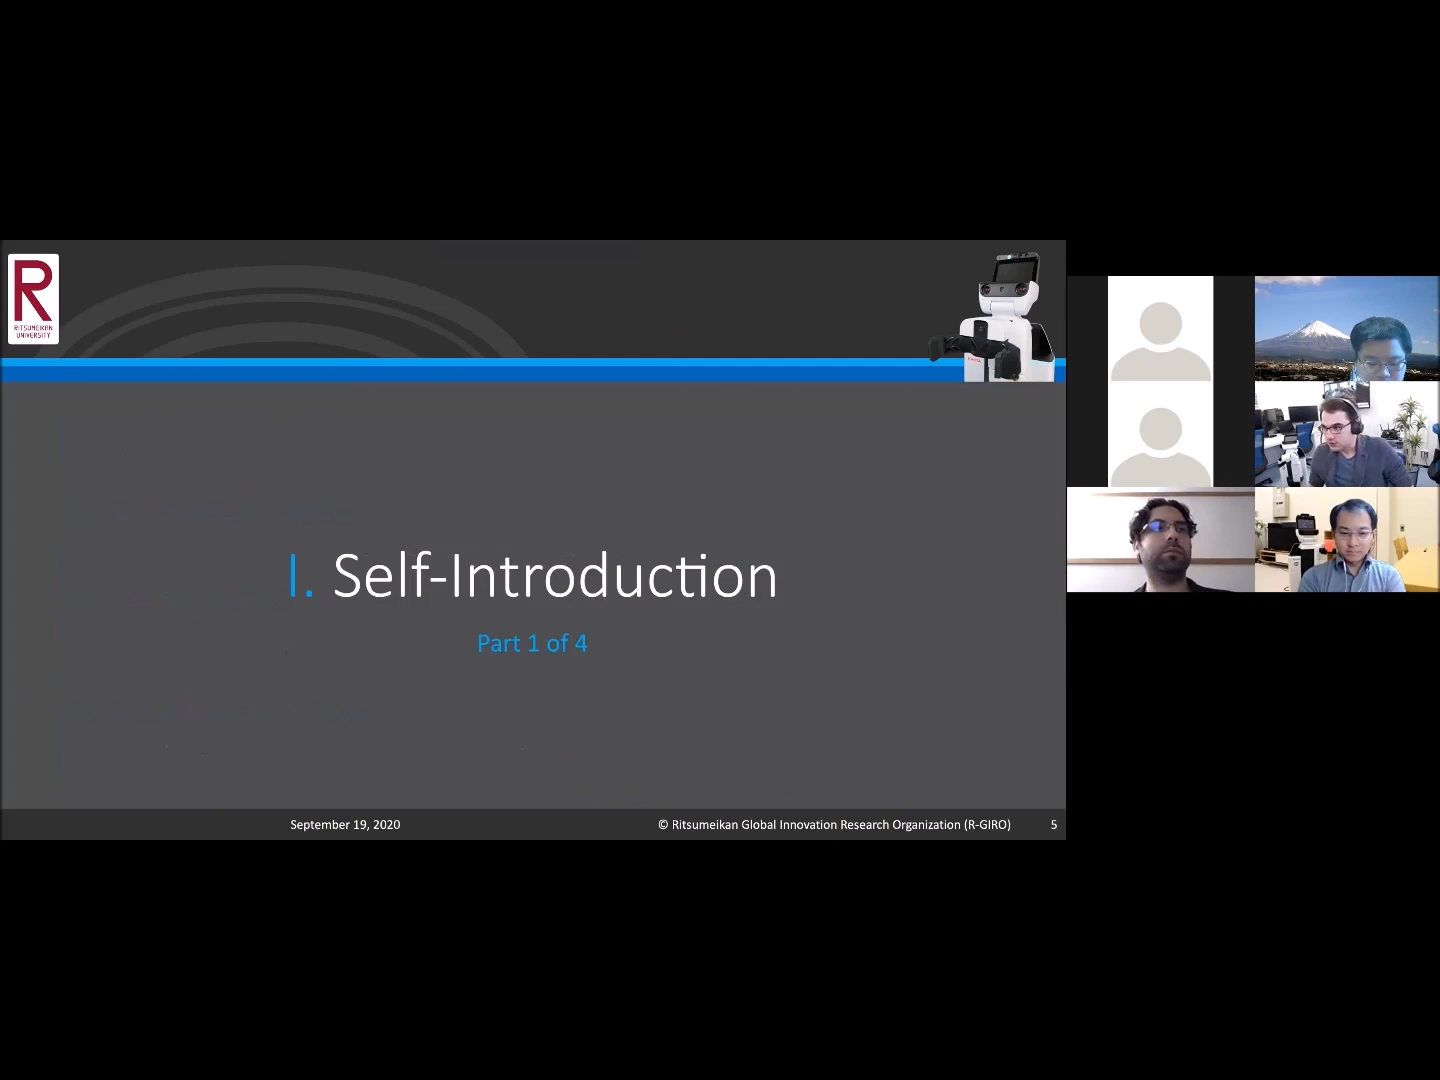 R
RITSUMEIKAN
UNIVERSITY
I. Self-Introduction
Part 1 of 4
September 19, 2020
© Ritsumeikan Global Innovation Research Organization (R-GIRO)
5